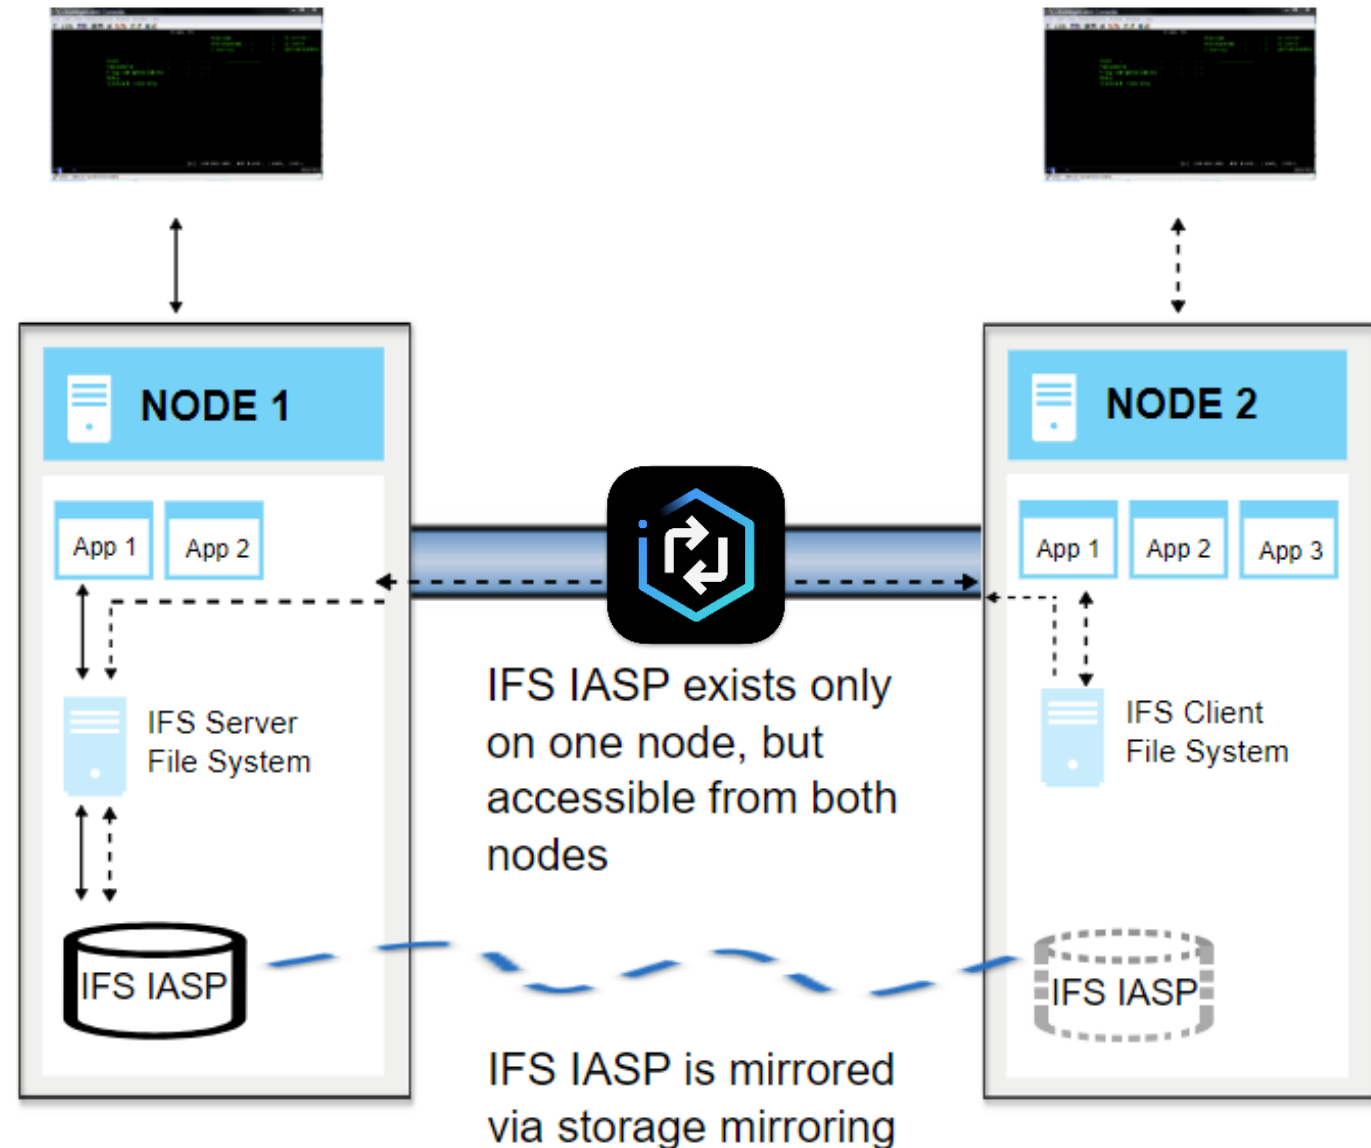 NODE 1
App 1
App 2
IFS Server
File System
IFS IASP
IFS IASP exists only
on one node, but
accessible from both
nodes
IFS IASP is mirrored
via storage mirroring
NODE 2
App 1
App 2
App 3
IFS Client
File System
IFS IASP